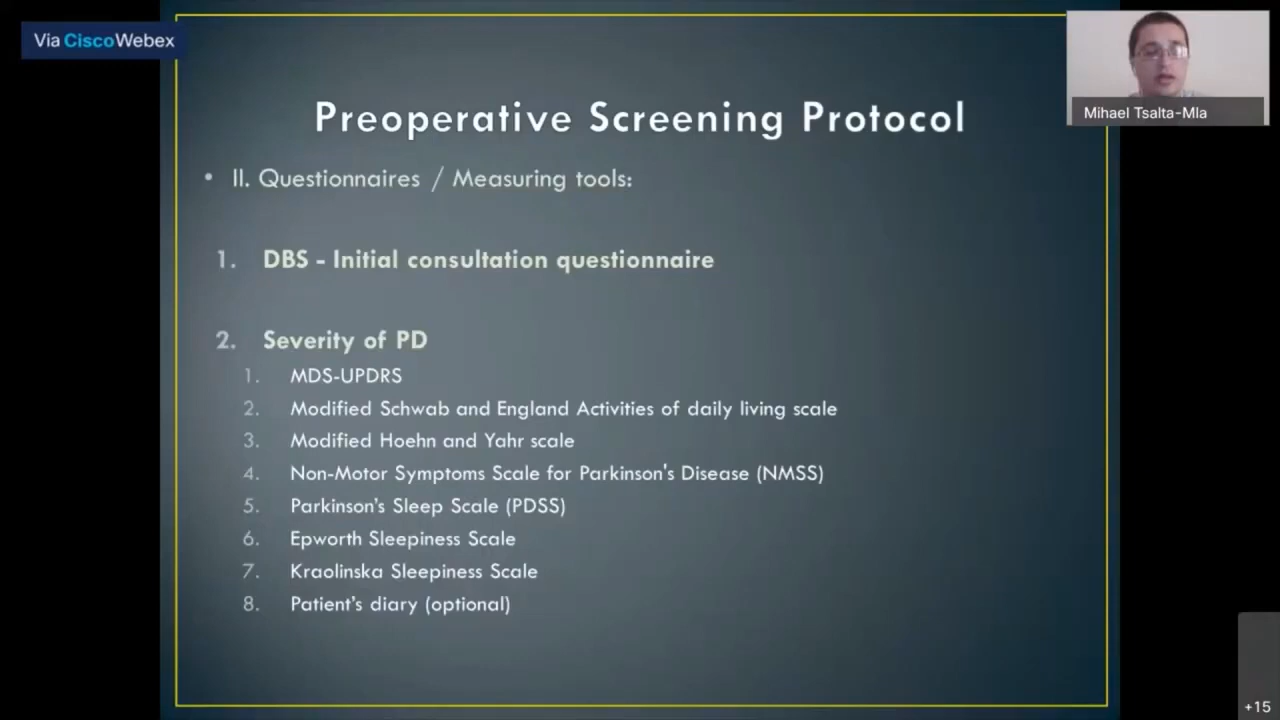 Via CiscoWebex
Mihael Tsalta-Mla
Preoperative Screening Protocol
• II. Questionnaires / Measuring tools:
1. DBS - Initial consultation questionnaire
2. Severity of PD
1. MDS-UPDRS
2. Modified Schwab and England Activities of daily living scale
3. Modified Hoehn and Yahr scale
4. Non-Motor Symptoms Scale for Parkinson's Disease (NMSS)
5. Parkinson’s Sleep Scale (PDSS)
6. Epworth Sleepiness Scale
7. Kraolinska Sleepiness Scale
8. Patient’s diary (optional)
+15